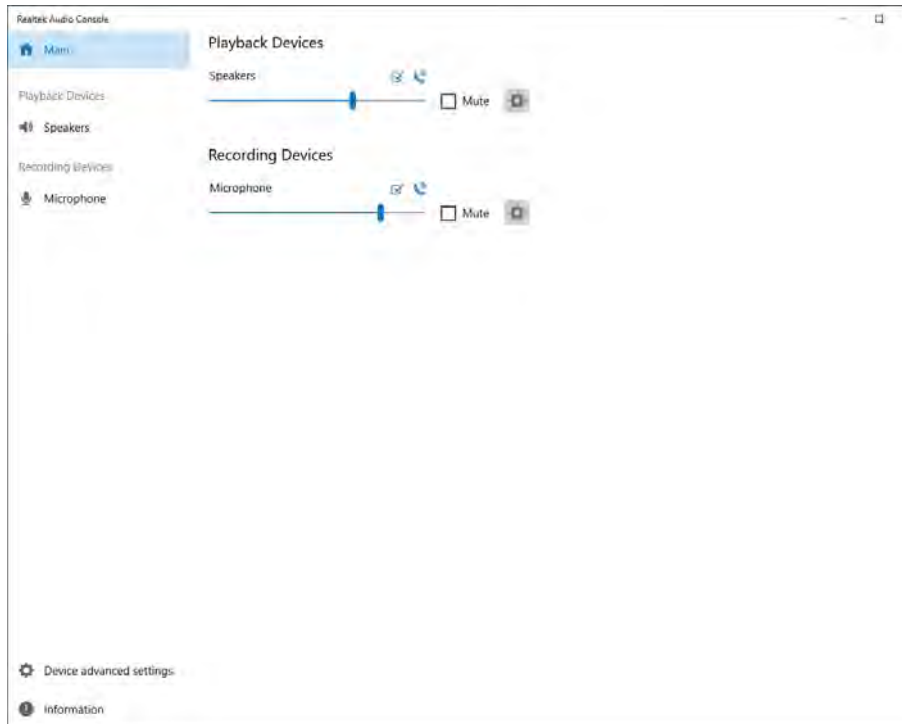 Realtek Audio Console
Main
Playback Devices
Speakers
Recording Devices
Microphone
Device advanced settings
Information
Playback Devices
Speakers
Mute
Recording Devices
Microphone
Mute